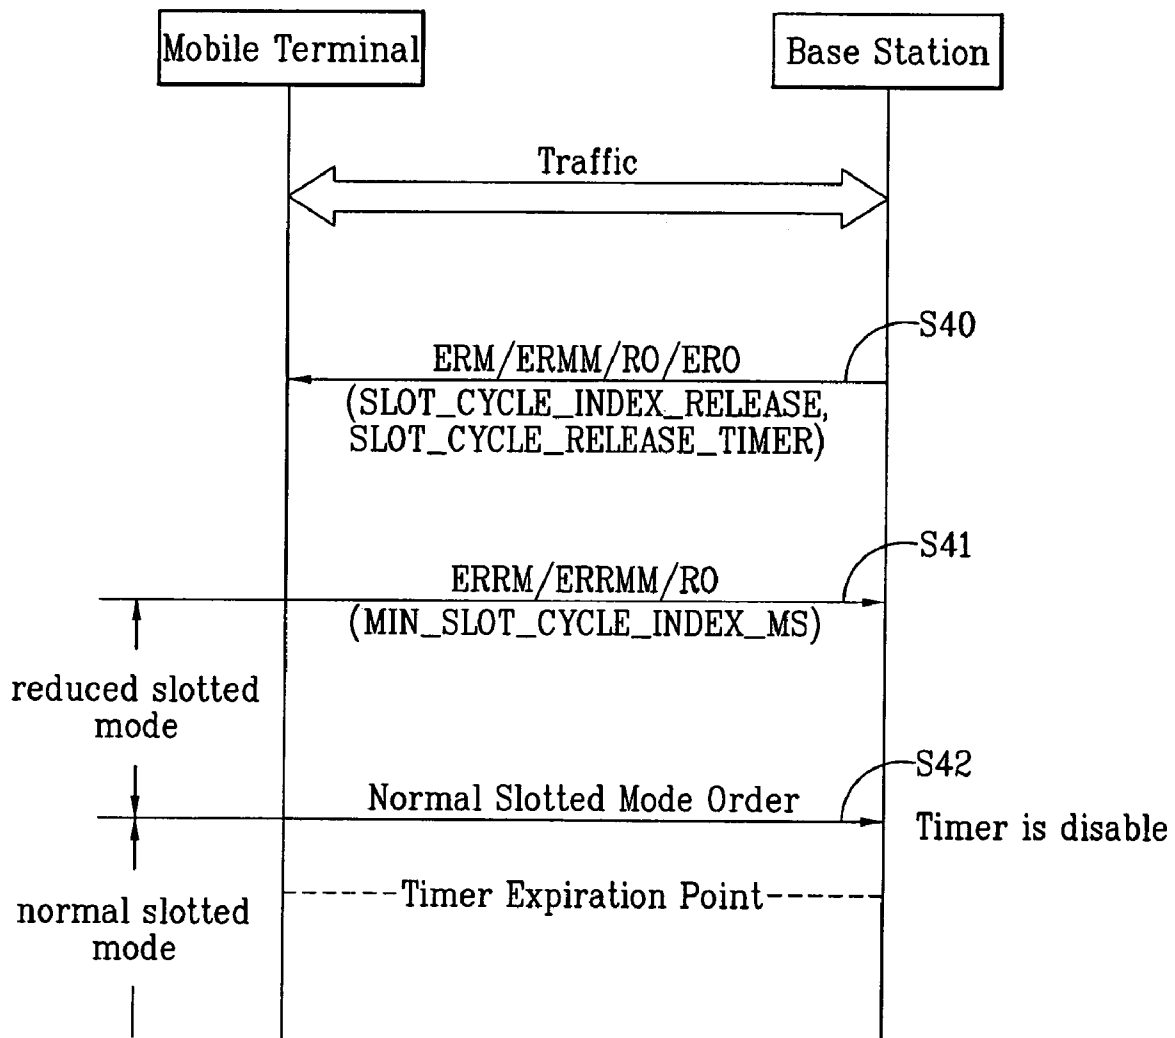 Mobile Terminal
Base Station
Traffic
S40
ERM/ERMM/RO/ERO
(SLOT_CYCLE_INDEX_RELEASE,
SLOT_CYCLE_RELEASE_TIMER)
S41
ERRM/ERRMM/RO
(MIN_SLOT_CYCLE_INDEX_MS)
reduced slotted
mode
S42
Normal Slotted Mode Order
Timer is disable
Timer Expiration Point
normal slotted
mode